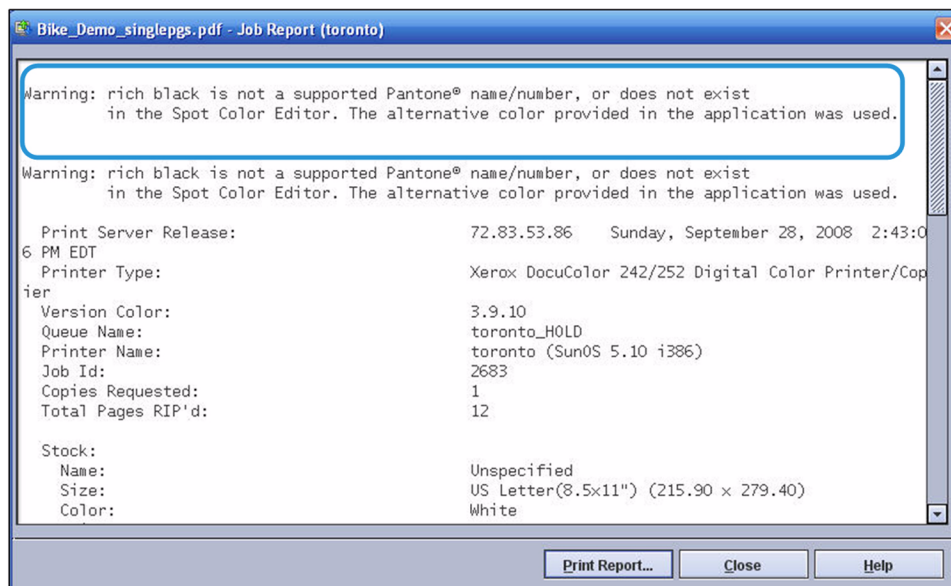 Bike_Demo_singlepgs.pdf - Job Report (toronto)
Warning: rich black is not a supported Pantone® name/number, or does not exist
in the Spot Color Editor. The alternative color provided in the application was used.
Warning: rich black is not a supported Pantone® name/number, or does not exist
in the Spot Color Editor. The alternative color provided in the application was used.
Print Server Release: 72.83.53.86 Sunday, September 28, 2008 2:43:0
6 PM EDT
Printer Type: Xerox DocuColor 242/252 Digital Color Printer/Cop
ier
Version Color: 3.9.10
Queue Name: toronto_HOLD
Printer Name: toronto (SunOS 5.10 i386)
Job Id: 2683
Copies Requested: 1
Total Pages RIP'd: 12
Stock:
Name: Unspecified
Size: US Letter(8.5x11") (215.90 x 279.40)
Color: White
Print Report... Close Help